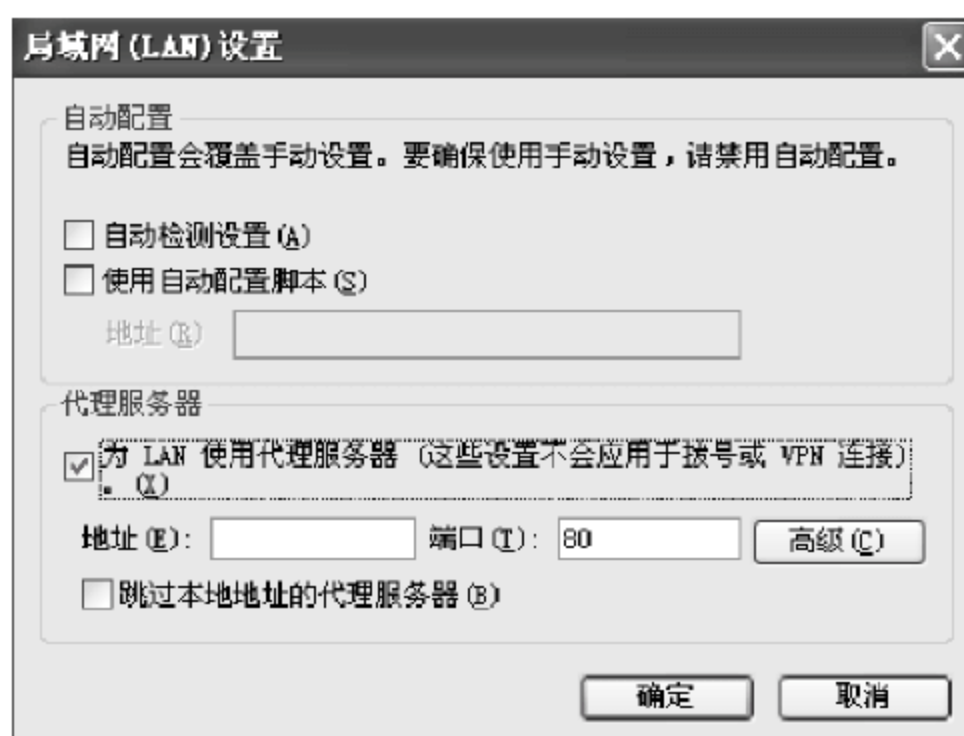 局域网(LAN)设置
自动配置
自动配置会覆盖手动设置。要确保使用手动设置，请禁用自动配置。
自动检测设置(A)
使用自动配置脚本(S)
地址(R)
代理服务器
为 LAN 使用代理服务器（这些设置不会应用于拔号或 VPN 连接）
。(X)
地址(E): 端口(T): 80 高级(C)
跳过本地地址的代理服务器(B)
确定 取消